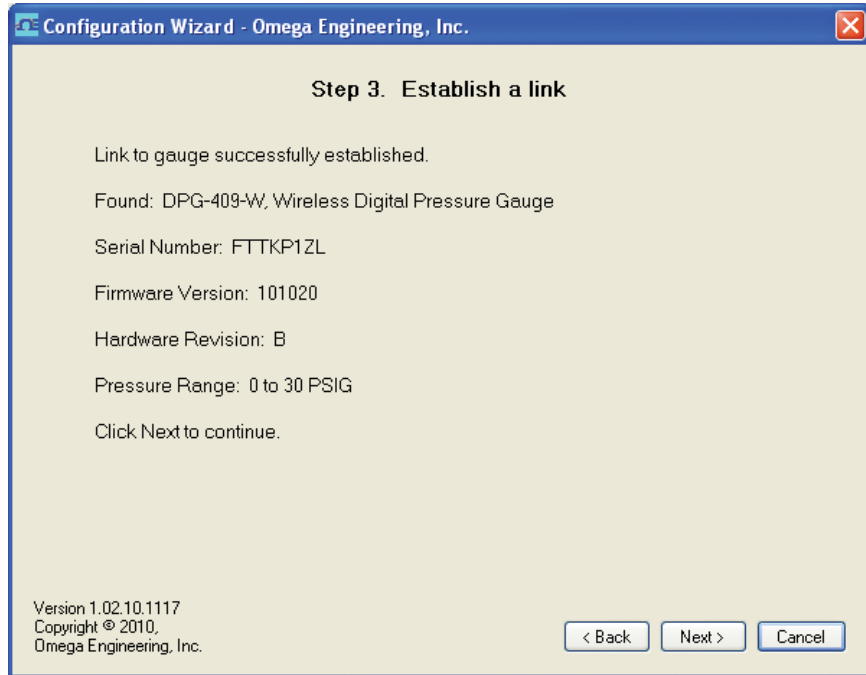 Configuration Wizard - Omega Engineering, Inc.
Step 3. Establish a link
Link to gauge successfully established.
Found: DPG-409-W, Wireless Digital Pressure Gauge
Serial Number: FTTKP1ZL
Firmware Version: 101020
Hardware Revision: B
Pressure Range: 0 to 30 PSIG
Click Next to continue.
Version 1.02.10.1117
Copyright © 2010,
Omega Engineering, Inc.
< Back Next > Cancel